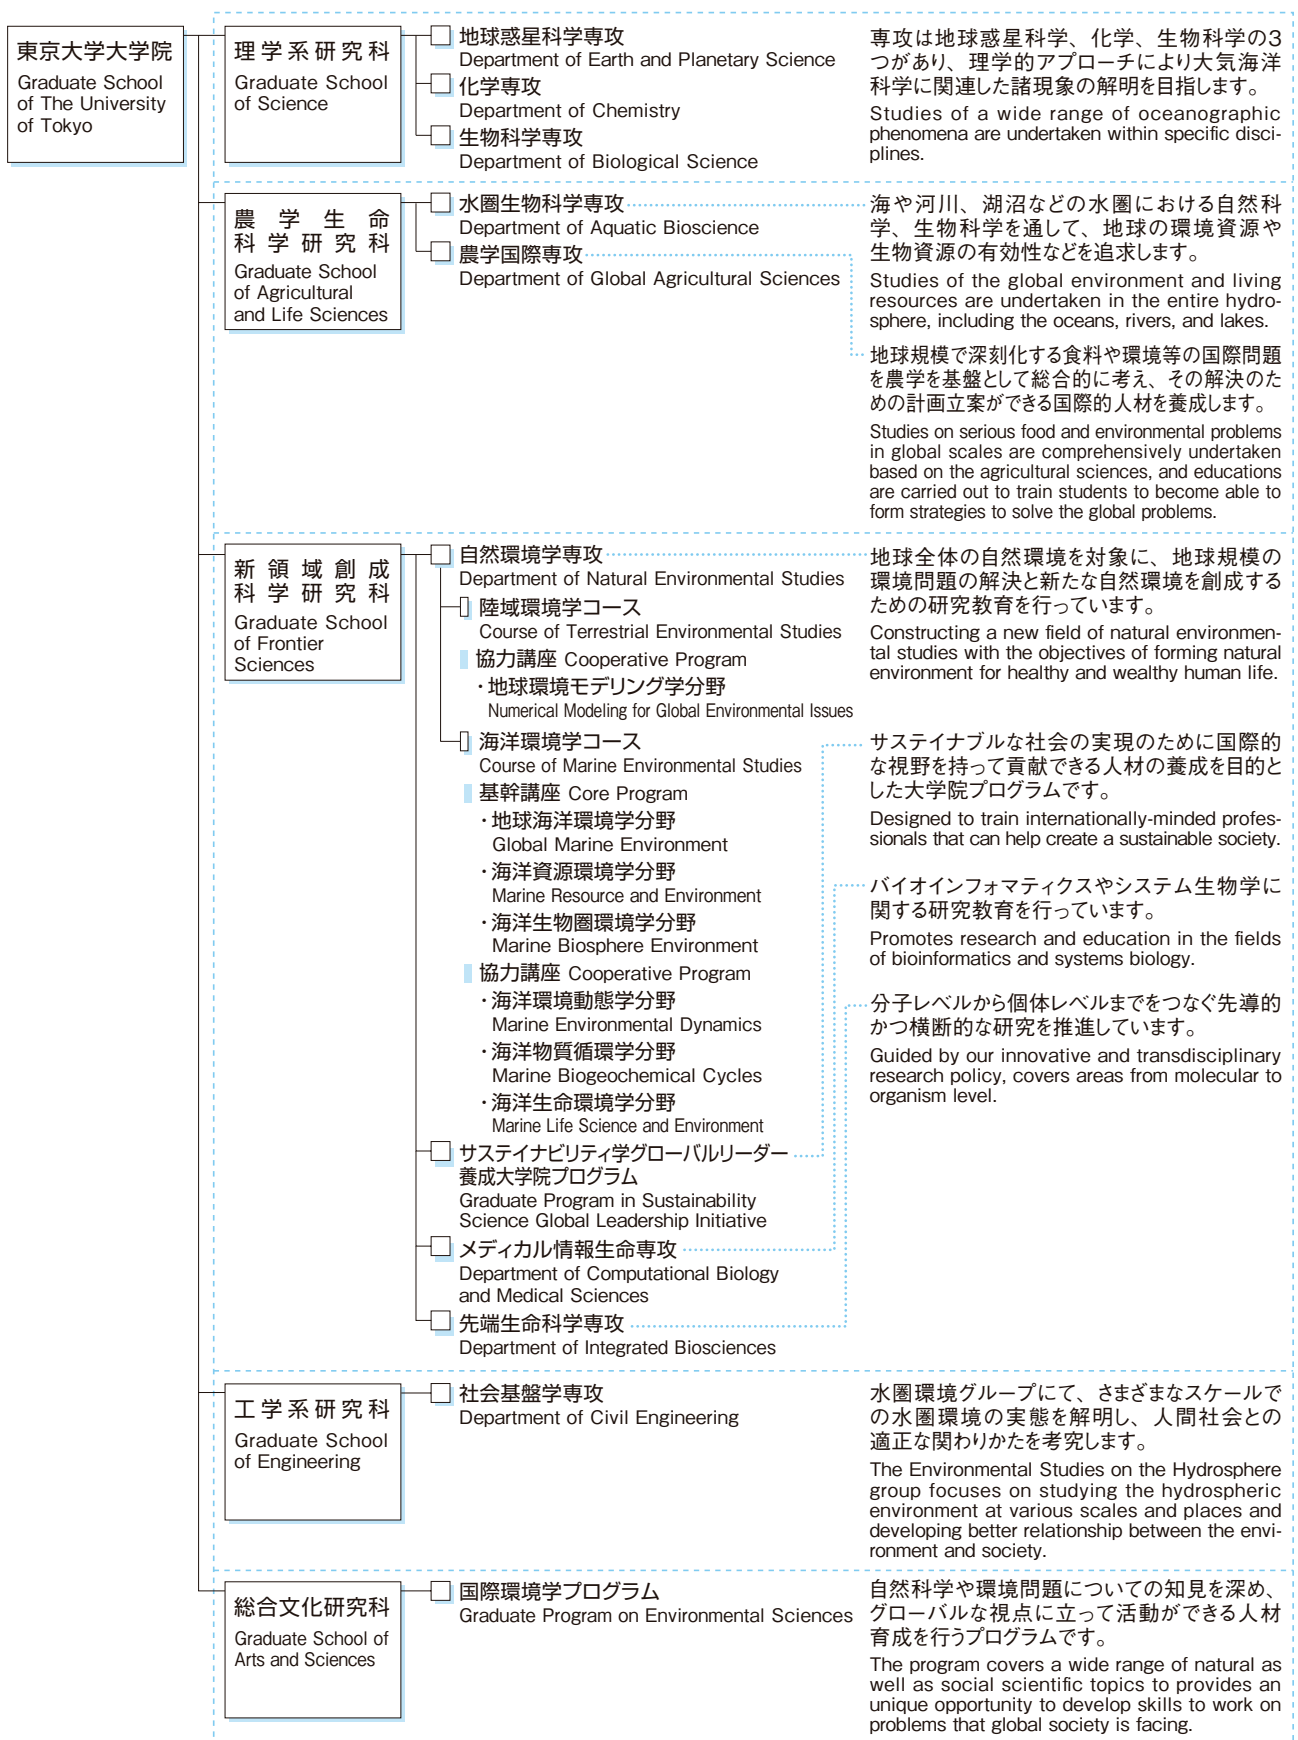 東京大学大学院
Graduate School
of The University
of Tokyo
理学系研究科
Graduate School
of Science
地球惑星科学専攻
Department of Earth and Planetary Science
化学専攻
Department of Chemistry
生物科学専攻
Department of Biological Science
専攻は地球惑星科学、化学、生物科学の3
つがあり、理学的アプローチにより大気海洋
科学に関連した諸現象の解明を目指します。
Studies of a wide range of oceanographic
phenomena are undertaken within specific disci-
plines.
農学生命
科学研究科
Graduate School
of Agricultural
and Life Sciences
水圏生物科学専攻
Department of Aquatic Bioscience
農学国際専攻
Department of Global Agricultural Sciences
海や河川、湖沼などの水圏における自然科
学、生物科学を通して、地球の環境資源や
生物資源の有効性などを追求します。
Studies of the global environment and living
resources are undertaken in the entire hydro-
sphere, including the oceans, rivers, and lakes.
地球規模で深刻化する食料や環境等の国際問題
を農学を基盤として総合的に考え、その解決のた
めの計画立案ができる国際的人材を養成します。
Studies on serious food and environmental problems
in global scales are comprehensively undertaken
based on the agricultural sciences, and educations
are carried out to train students to become able to
form strategies to solve the global problems.
新領域創成
科学研究科
Graduate School
of Frontier
Sciences
自然環境学専攻
Department of Natural Environmental Studies
陸域環境学コース
Course of Terrestrial Environmental Studies
協力講座 Cooperative Program
・地球環境モデリング学分野
Numerical Modeling for Global Environmental Issues
海洋環境学コース
Course of Marine Environmental Studies
基幹講座 Core Program
・地球海洋環境学分野
Global Marine Environment
・海洋資源環境学分野
Marine Resource and Environment
・海洋生物圏環境学分野
Marine Biosphere Environment
協力講座 Cooperative Program
・海洋環境動態学分野
Marine Environmental Dynamics
・海洋物質循環学分野
Marine Biogeochemical Cycles
・海洋生命環境学分野
Marine Life Science and Environment
サステイナビリティ学グローバルリーダー
養成大学院プログラム
Graduate Program in Sustainability
Science Global Leadership Initiative
メディカル情報生命専攻
Department of Computational Biology
and Medical Sciences
先端生命科学専攻
Department of Integrated Biosciences
地球全体の自然環境を対象に、地球規模の
環境問題の解決と新たな自然環境を創成する
ための研究教育を行っています。
Constructing a new field of natural environmen-
tal studies with the objectives of forming natural
environment for healthy and wealthy human life.
サステイナブルな社会の実現のために国際的
な視野を持って貢献できる人材の養成を目的と
した大学院プログラムです。
Designed to train internationally-minded profes-
sionals that can help create a sustainable society.
バイオインフォマティクスやシステム生物学に
関する研究教育を行っています。
Promotes research and education in the fields
of bioinformatics and systems biology.
分子レベルから個体レベルまでをつなぐ先導的
かつ横断的な研究を推進しています。
Guided by our innovative and transdisciplinary
research policy, covers areas from molecular to
organism level.
工学系研究科
Graduate School
of Engineering
社会基盤学専攻
Department of Civil Engineering
水圏環境グループにて、さまざまなスケールで
の水圏環境の実態を解明し、人間社会との
適正な関わりかたを考究します。
The Environmental Studies on the Hydrosphere
group focuses on studying the hydrospheric
environment at various scales and places and
developing better relationship between the envi-
ronment and society.
総合文化研究科
Graduate School of
Arts and Sciences
国際環境学プログラム
Graduate Program on Environmental Sciences
自然科学や環境問題についての知見を深め、
グローバルな視点に立って活動ができる人材
育成を行うプログラムです。
The program covers a wide range of natural as
well as social scientific topics to provides an
unique opportunity to develop skills to work on
problems that global society is facing.